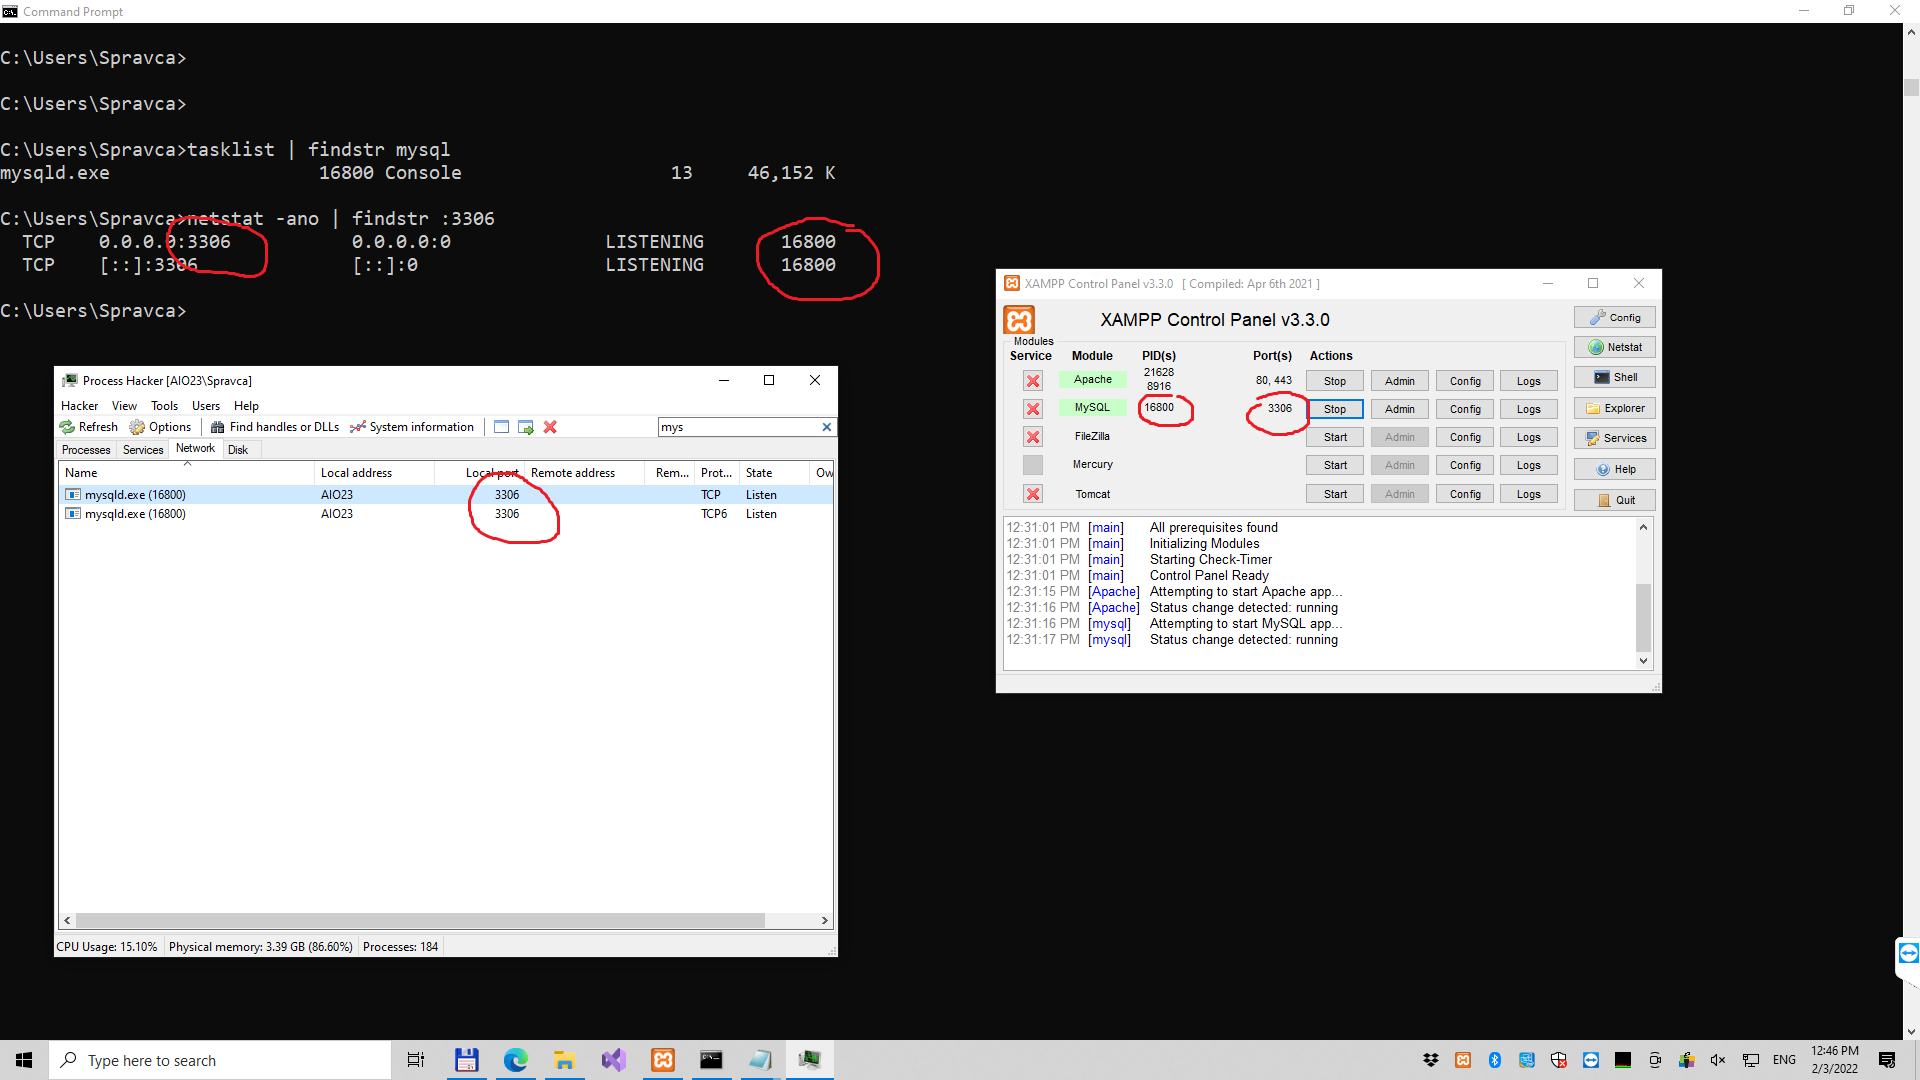 Command Prompt
C:\Users\Spravca>
C:\Users\Spravca>
C:\Users\Spravca>tasklist | findstr mysql
mysqld.exe 16800 Console 13 46,152 K
C:\Users\Spravca>netstat -ano | findstr :3306
TCP 0.0.0.0:3306 0.0.0.0:0 LISTENING 16800
TCP [::]:3306 [::]:0 LISTENING 16800
C:\Users\Spravca>
Process Hacker [AIO23\Spravca]
Hacker View Tools Users Help
Refresh Options Find handles or DLLs System information mys
Processes Services Network Disk
Name Local address Local port Remote address Rem... Prot... State Ow
mysqld.exe (16800) AIO23 3306 TCP Listen
mysqld.exe (16800) AIO23 3306 TCP6 Listen
CPU Usage: 15.10% Physical memory: 3.39 GB (86.60%) Processes: 184
XAMPP Control Panel v3.3.0 [ Compiled: Apr 6th 2021 ]
XAMPP Control Panel v3.3.0
Modules
Service Module PID(s) Port(s) Actions
Apache 21628 8916 80, 443 Stop Admin Config Logs
MySQL 16800 3306 Stop Admin Config Logs
FileZilla Start Admin Config Logs
Mercury Start Admin Config Logs
Tomcat Start Admin Config Logs
Config
Netstat
Shell
Explorer
Services
Help
Quit
12:31:01 PM [main] All prerequisites found
12:31:01 PM [main] Initializing Modules
12:31:01 PM [main] Starting Check-Timer
12:31:01 PM [main] Control Panel Ready
12:31:15 PM [Apache] Attempting to start Apache app...
12:31:16 PM [Apache] Status change detected: running
12:31:16 PM [mysql] Attempting to start MySQL app...
12:31:17 PM [mysql] Status change detected: running
Type here to search
ENG
12:46 PM
2/3/2022